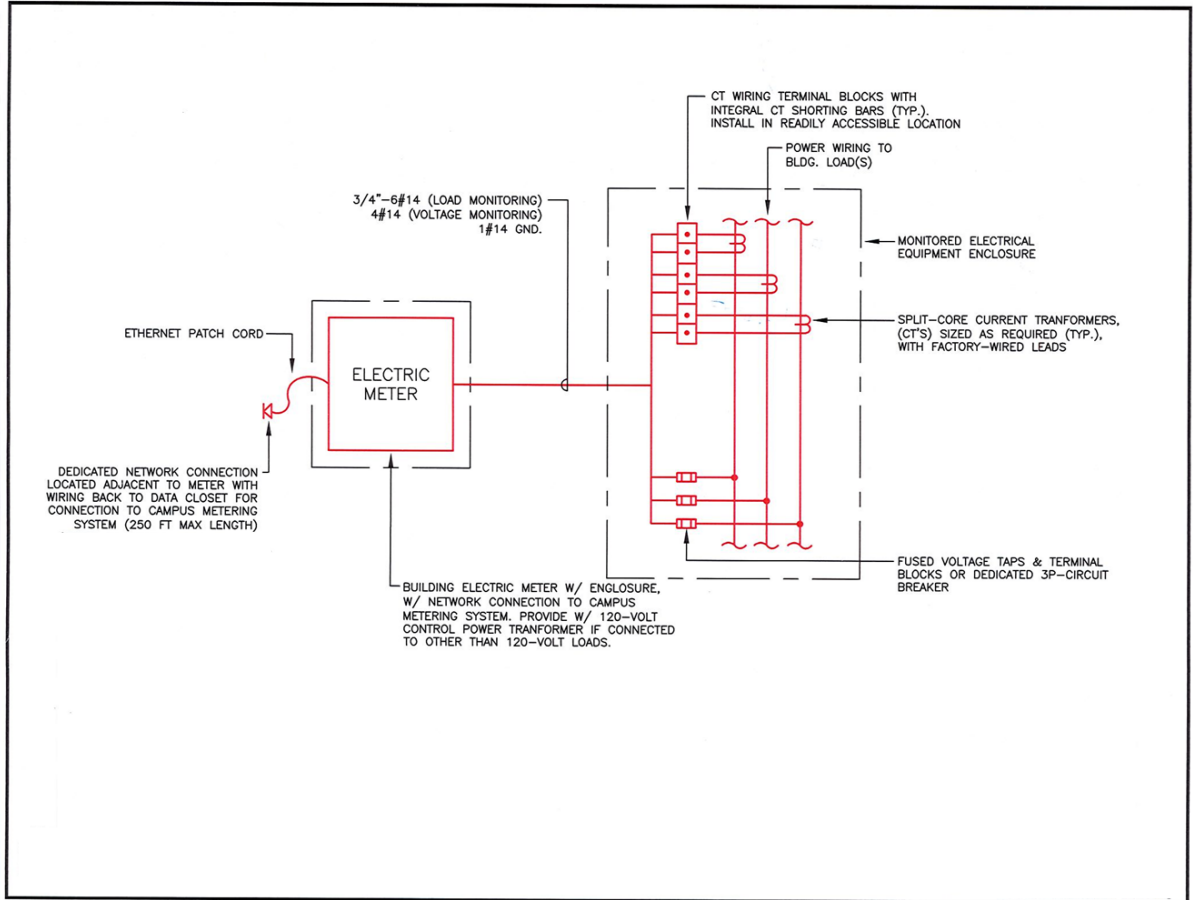 CT WIRING TERMINAL BLOCKS WITH
INTEGRAL CT SHORTING BARS (TYP.).
INSTALL IN READILY ACCESSIBLE LOCATION
POWER WIRING TO
BLDG. LOAD(S)
3/4"-6#14 (LOAD MONITORING)
4#14 (VOLTAGE MONITORING)
1#14 GND.
MONITORED ELECTRICAL
EQUIPMENT ENCLOSURE
ETHERNET PATCH CORD
SPLIT-CORE CURRENT TRANFORMERS,
(CT'S) SIZED AS REQUIRED (TYP.),
WITH FACTORY-WIRED LEADS
ELECTRIC
METER
DEDICATED NETWORK CONNECTION
LOCATED ADJACENT TO METER WITH
WIRING BACK TO DATA CLOSET FOR
CONNECTION TO CAMPUS METERING
SYSTEM (250 FT MAX LENGTH)
FUSED VOLTAGE TAPS & TERMINAL
BLOCKS OR DEDICATED 3P-CIRCUIT
BREAKER
BUILDING ELECTRIC METER W/ ENCLOSURE,
W/ NETWORK CONNECTION TO CAMPUS
METERING SYSTEM. PROVIDE W/ 120-VOLT
CONTROL POWER TRANFORMER IF CONNECTED
TO OTHER THAN 120-VOLT LOADS.